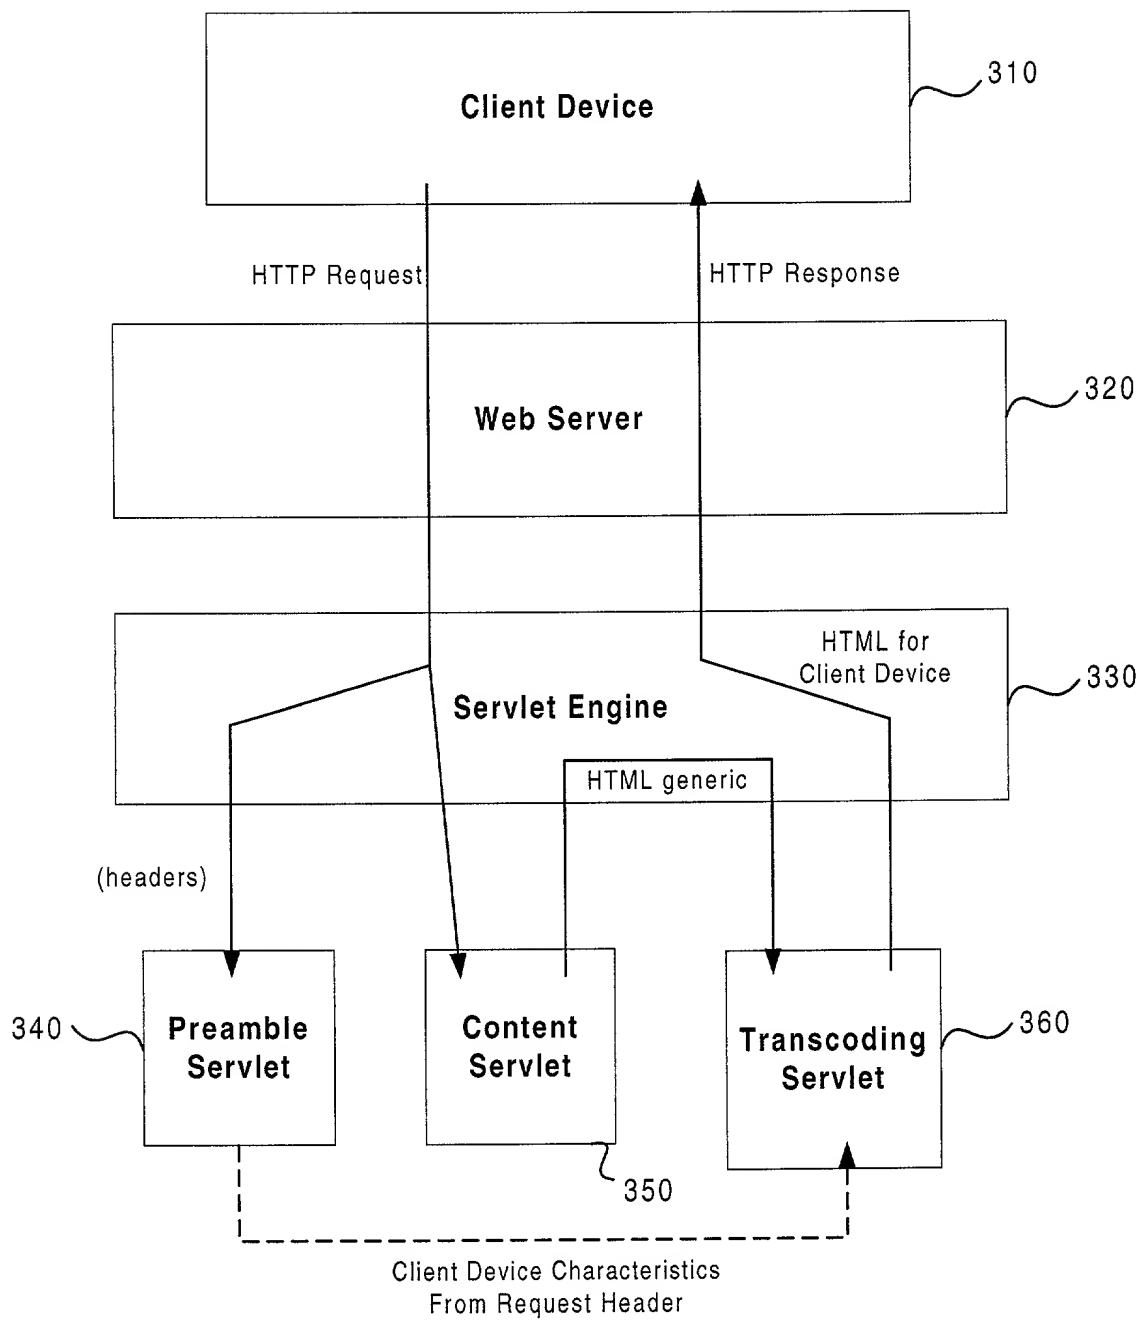 310
Client Device
HTTP Request
HTTP Response
320
Web Server
HTML for
Client Device
330
Servlet Engine
HTML generic
(headers)
340
Preamble
Servlet
Content
Servlet
360
Transcoding
Servlet
350
Client Device Characteristics
From Request Header